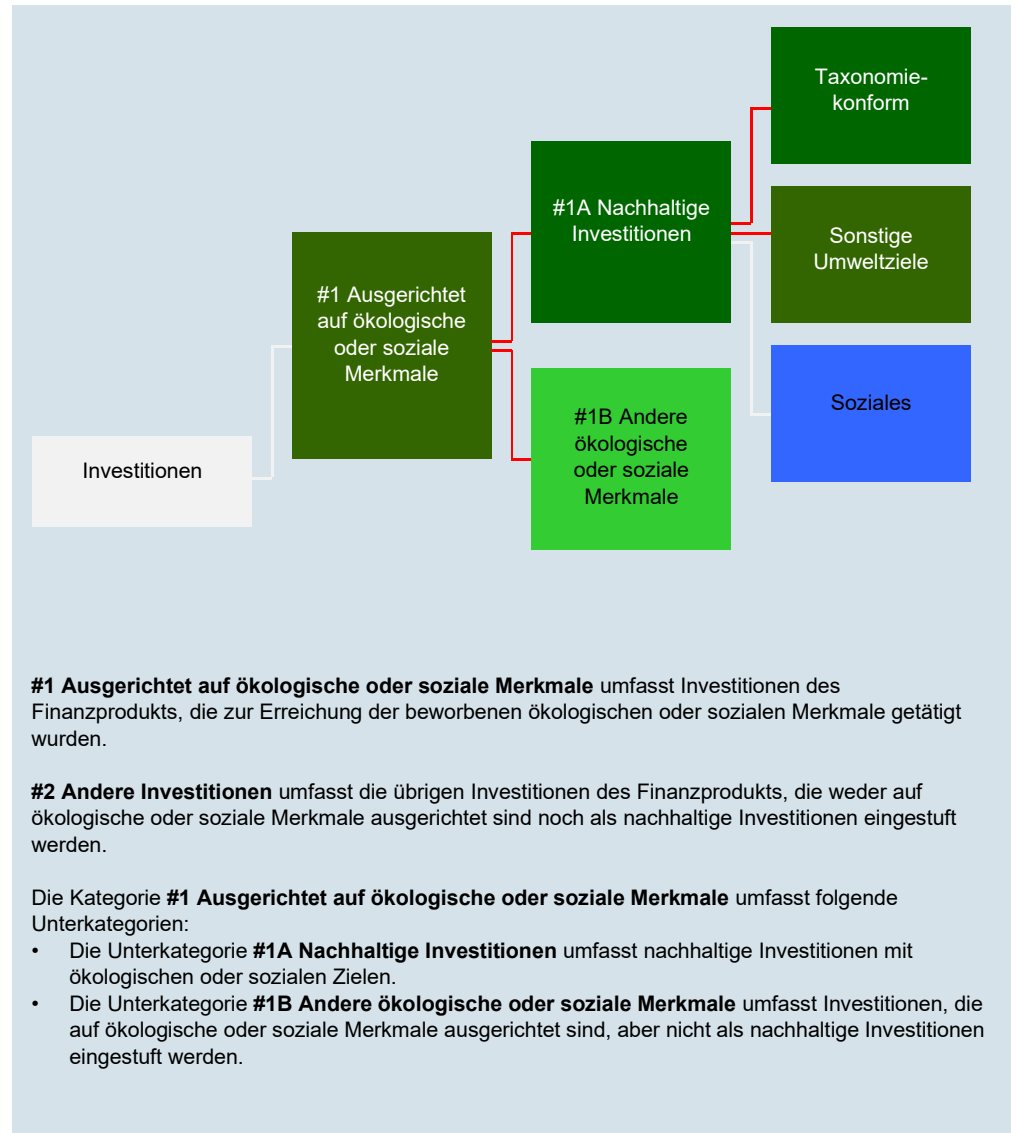 Taxonomie-
konform
#1A Nachhaltige
Investitionen
Sonstige
Umweltziele
#1 Ausgerichtet
auf ökologische
oder soziale
Merkmale
Soziales
#1B Andere
ökologische
oder soziale
Merkmale
Investitionen
#1 Ausgerichtet auf ökologische oder soziale Merkmale umfasst Investitionen des
Finanzprodukts, die zur Erreichung der beworbenen ökologischen oder sozialen Merkmale getätigt
wurden.
#2 Andere Investitionen umfasst die übrigen Investitionen des Finanzprodukts, die weder auf
ökologische oder soziale Merkmale ausgerichtet sind noch als nachhaltige Investitionen eingestuft
werden.
Die Kategorie #1 Ausgerichtet auf ökologische oder soziale Merkmale umfasst folgende
Unterkategorien:
• Die Unterkategorie #1A Nachhaltige Investitionen umfasst nachhaltige Investitionen mit
ökologischen oder sozialen Zielen.
• Die Unterkategorie #1B Andere ökologische oder soziale Merkmale umfasst Investitionen, die
auf ökologische oder soziale Merkmale ausgerichtet sind, aber nicht als nachhaltige Investitionen
eingestuft werden.